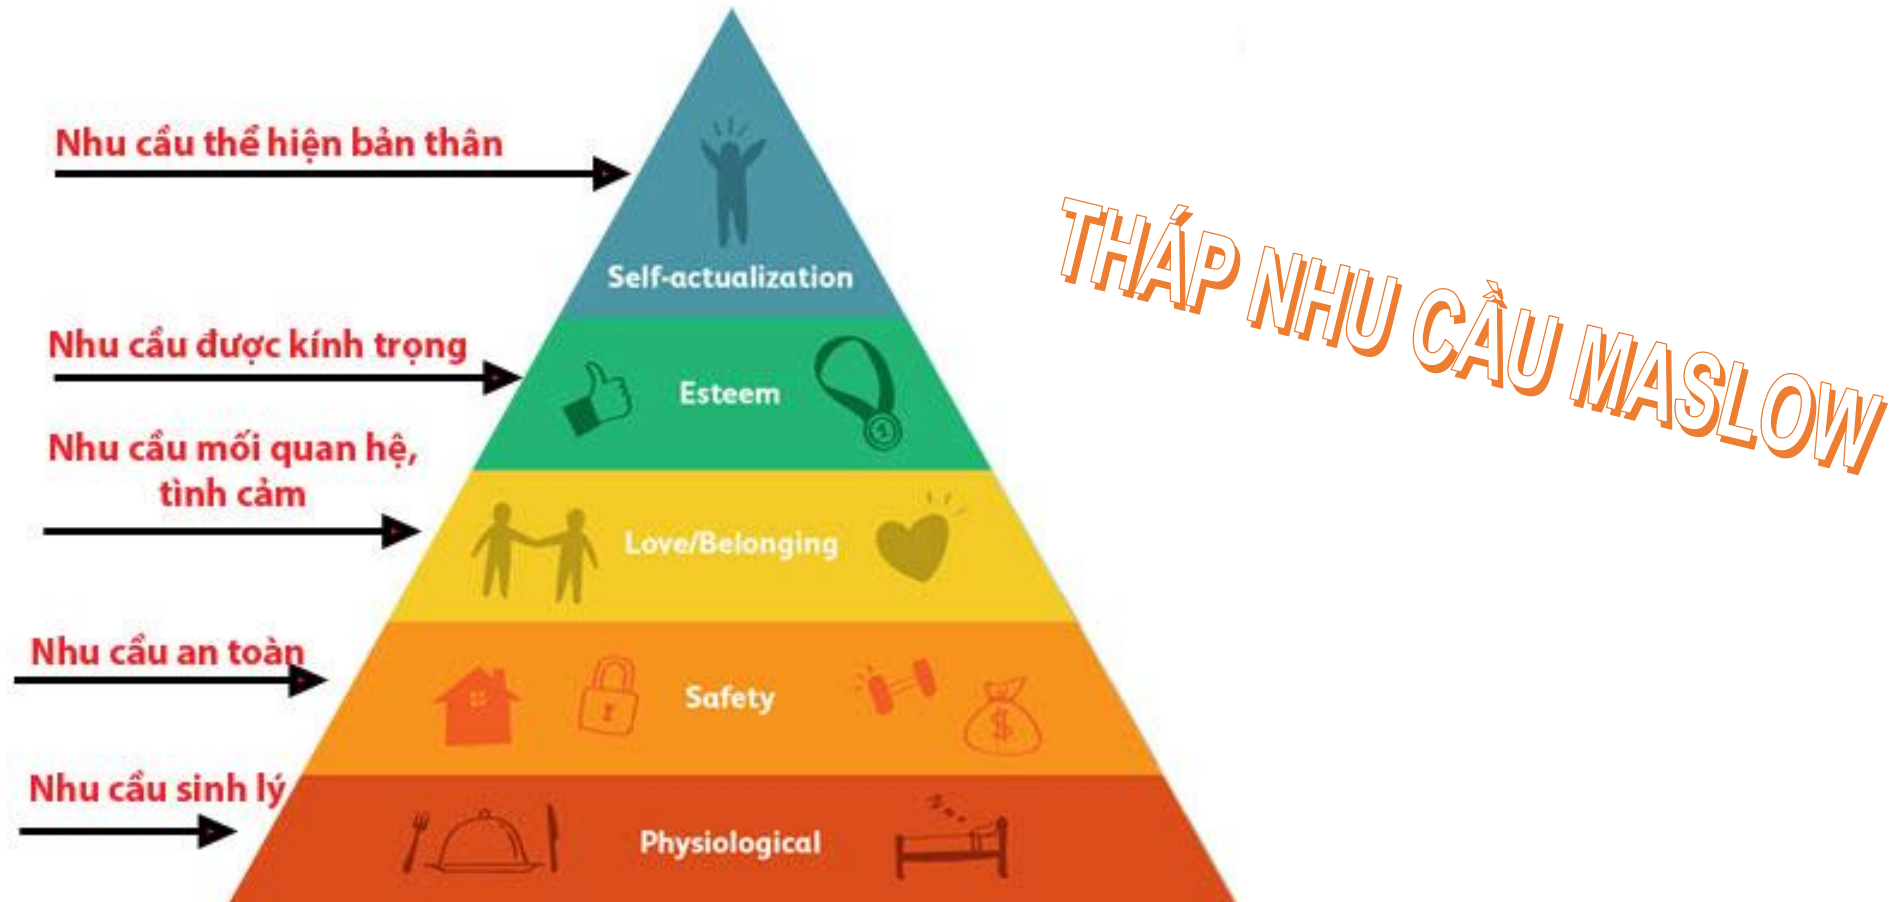 Nhu cầu thể hiện bản thân
Self-actualization
THÁP NHU CẦU MASLOW
Nhu cầu được kính trọng
Esteem
1
Nhu cầu mối quan hệ,
tình cảm
Love/Belonging
Nhu cầu an toàn
Safety
$
Nhu cầu sinh lý
Physiological